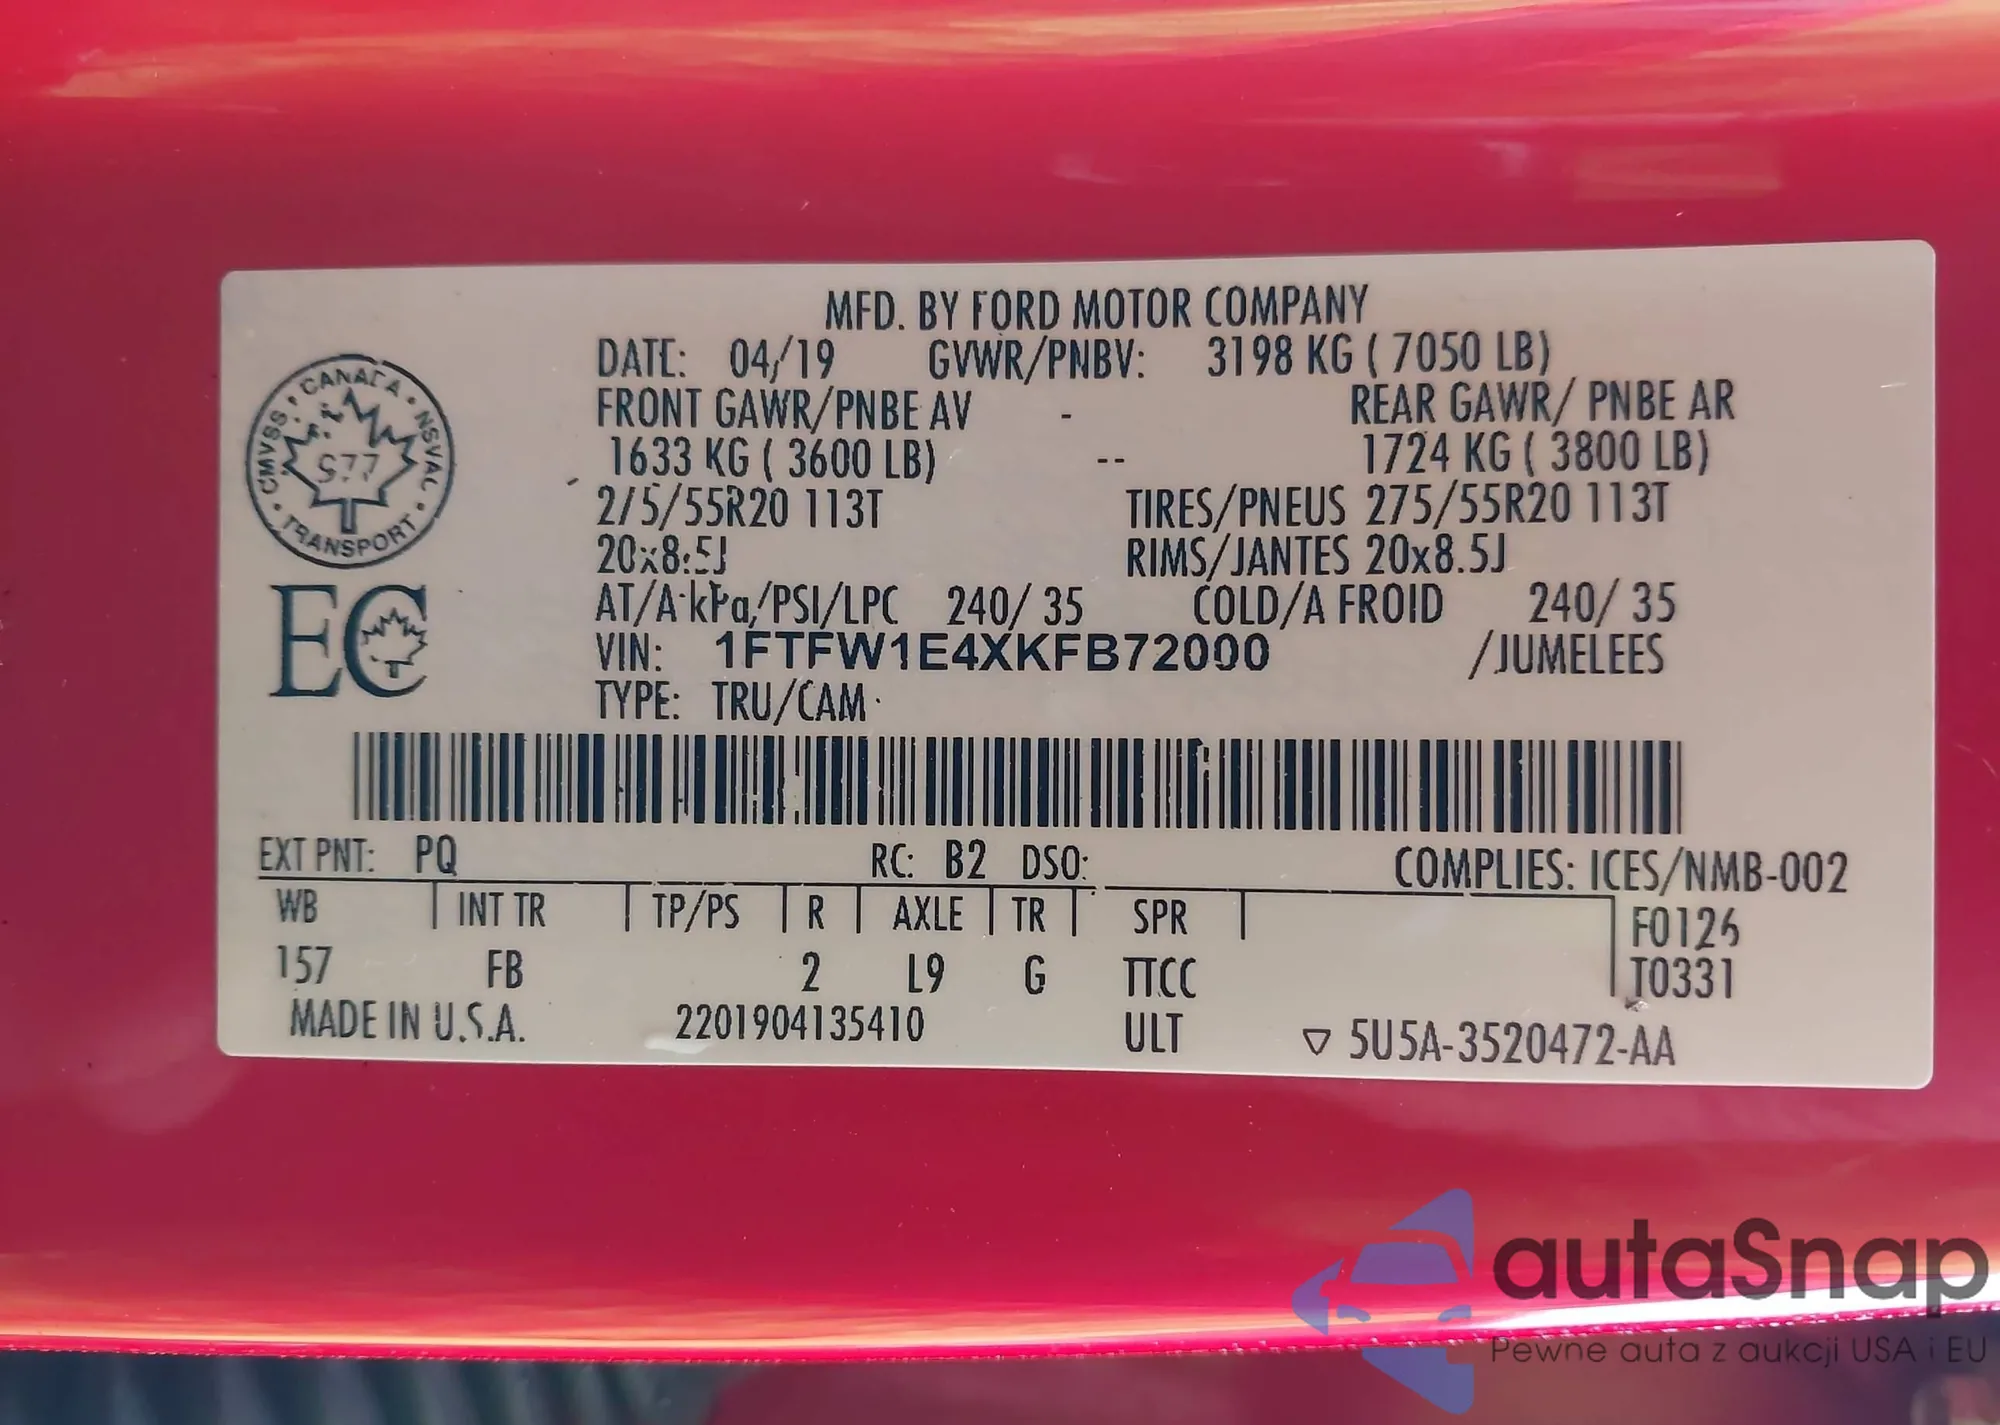 MFD. BY FORD MOTOR COMPANY
DATE: 04/19 GVWR/PNBV: 3198 KG ( 7050 LB)
FRONT GAWR/PNBE AV - REAR GAWR/ PNBE AR
1633 KG ( 3600 LB) -- 1724 KG ( 3800 LB)
2/5/55R20 113T TIRES/PNEUS 275/55R20 113T
20x8.5J RIMS/JANTES 20x8.5J
AT/A kPa/PSI/LPC 240/ 35 COLD/A FROID 240/ 35
VIN: 1FTFW1E4XKFB72000 /JUMELEES
TYPE: TRU/CAM
CANADA · NSVAC · TRANSPORT · CMVSS ·
577
EC
EXT PNT: PQ RC: B2 DSO: COMPLIES: ICES/NMB-002
WB | INT TR | TP/PS | R | AXLE | TR | SPR | F0126
157 FB 2 L9 G TTCC T0331
MADE IN U.S.A. 2201904135410 ULT ▽ 5U5A-3520472-AA
autaSnap
Pewne auta z aukcji USA i EU